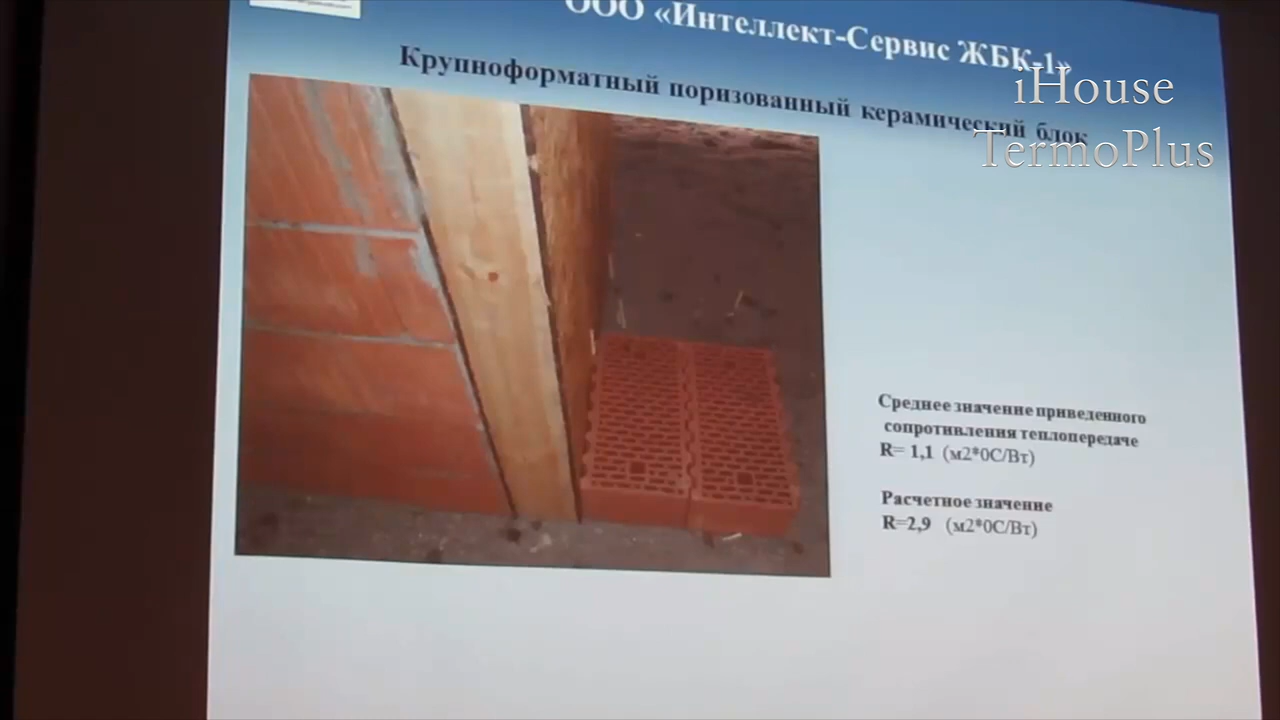 ООО «Интеллект-Сервис ЖБК-1»
Крупноформатный поризованный керамический блок
iHouse
TermoPlus
Среднее значение приведенного
сопротивления теплопередаче
R= 1,1 (м2*0С/Вт)
Расчетное значение
R=2,9 (м2*0С/Вт)